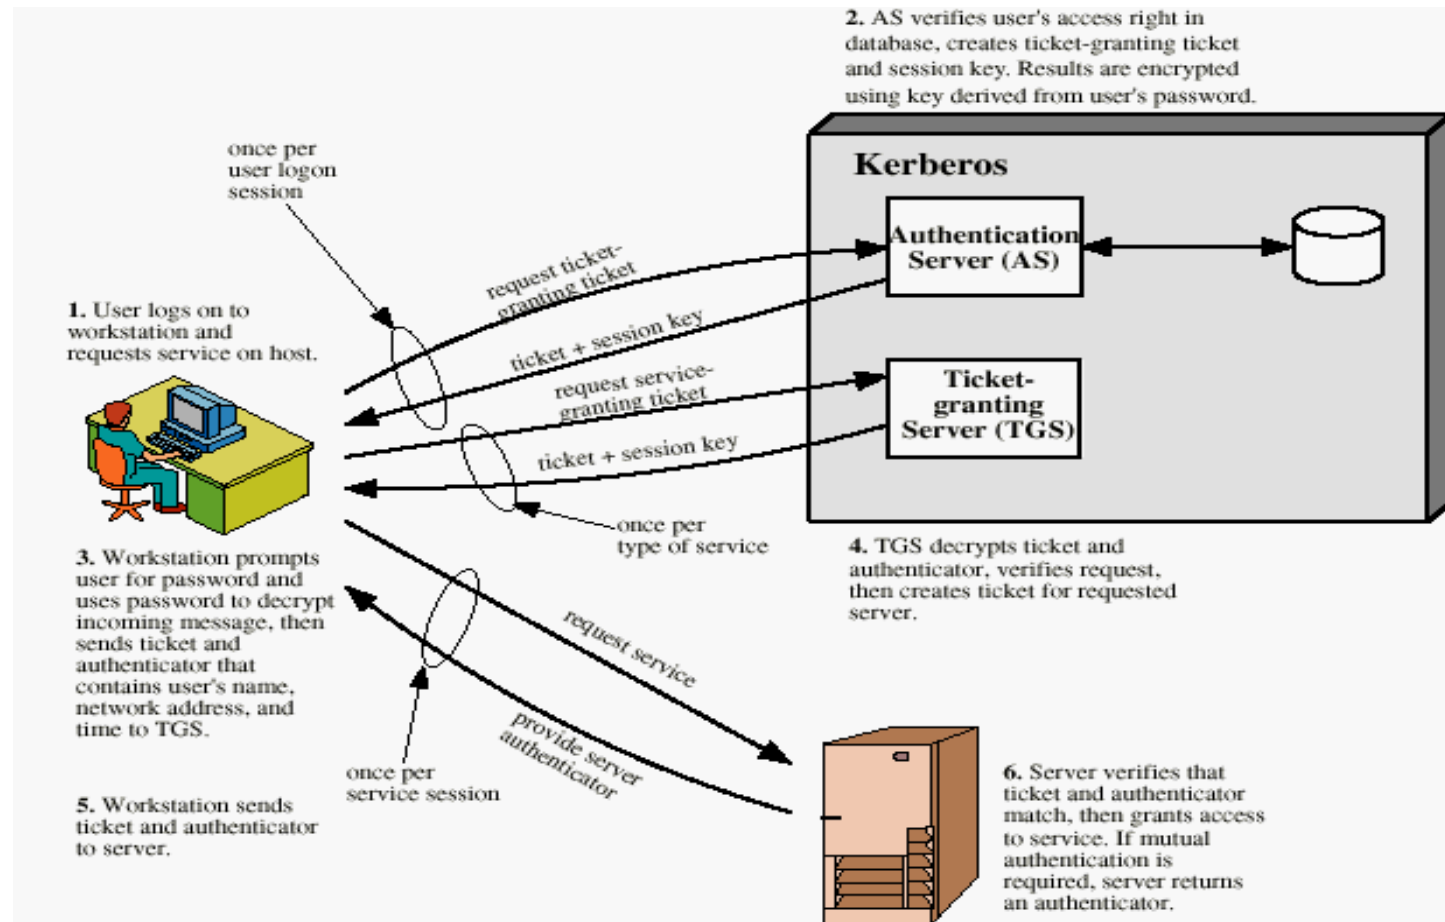 2. AS verifies user's access right in
database, creates ticket-granting ticket
and session key. Results are encrypted
using key derived from user's password.
once per
user logon
session
Kerberos
Authentication
Server (AS)
request ticket-
granting ticket
1. User logs on to
workstation and
requests service on host.
ticket + session key
request service-
granting ticket
Ticket-
granting
Server (TGS)
ticket + session key
once per
type of service
3. Workstation prompts
user for password and
uses password to decrypt
incoming message, then
sends ticket and
authenticator that
contains user's name,
network address, and
time to TGS.
4. TGS decrypts ticket and
authenticator, verifies request,
then creates ticket for requested
server.
request service
provide server
authenticator
once per
service session
5. Workstation sends
ticket and authenticator
to server.
6. Server verifies that
ticket and authenticator
match, then grants access
to service. If mutual
authentication is
required, server returns
an authenticator.